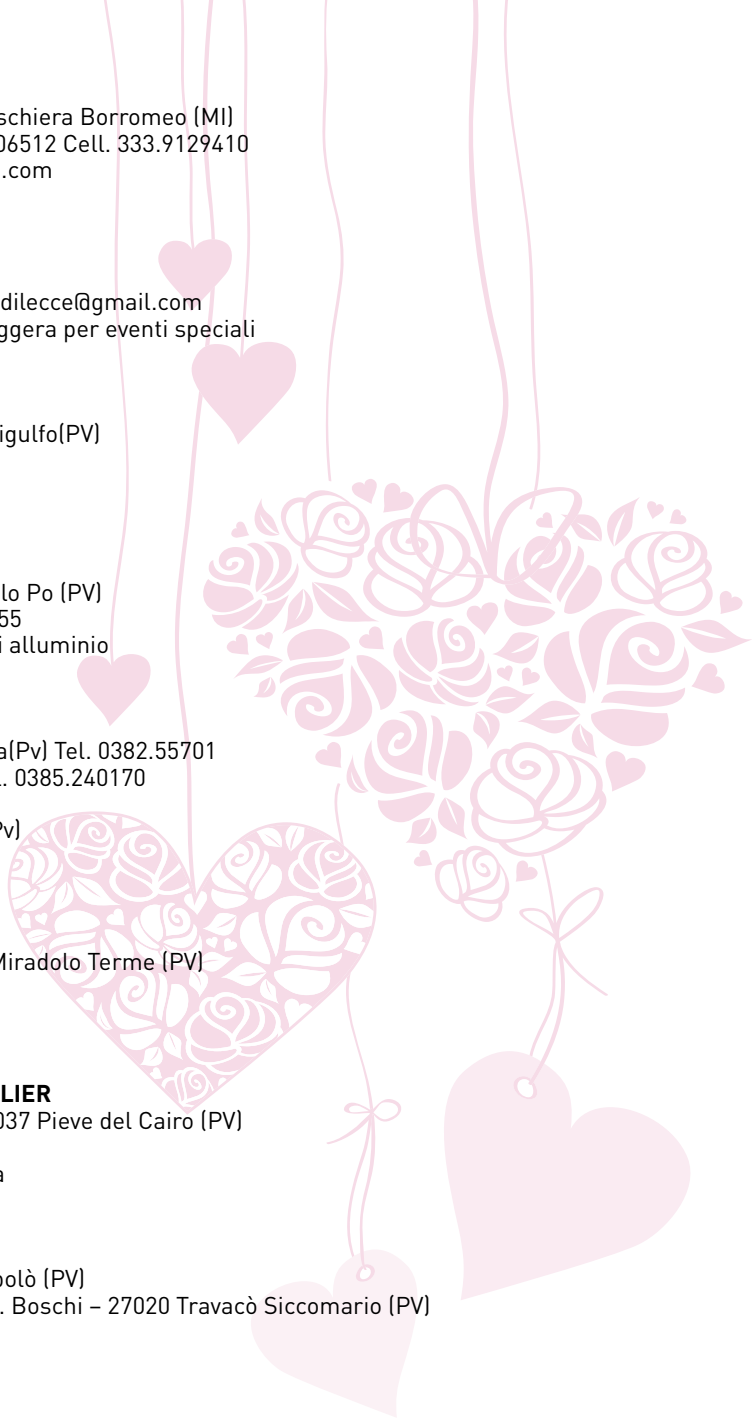 schiera Borromeo (MI)
06512 Cell. 333.9129410
.com
dilecce@gmail.com
ggera per eventi speciali
igulfo(PV)
lo Po (PV)
55
i alluminio
a(Pv) Tel. 0382.55701
. 0385.240170
Pv)
Miradolo Terme (PV)
LIER
037 Pieve del Cairo (PV)
a
polò (PV)
. Boschi – 27020 Travacò Siccomario (PV)